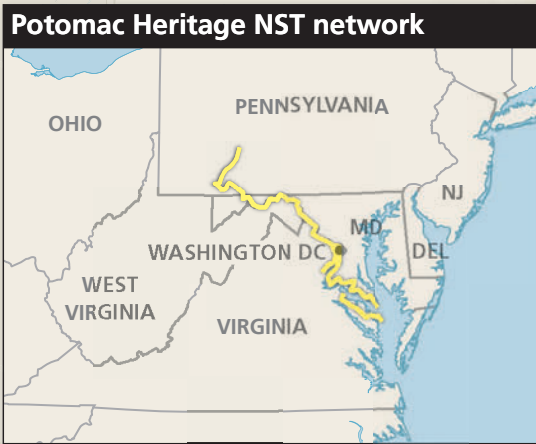 Potomac Heritage NST network
PENNSYLVANIA
OHIO
NJ
MD
WASHINGTON DC
DEL
WEST
VIRGINIA
VIRGINIA